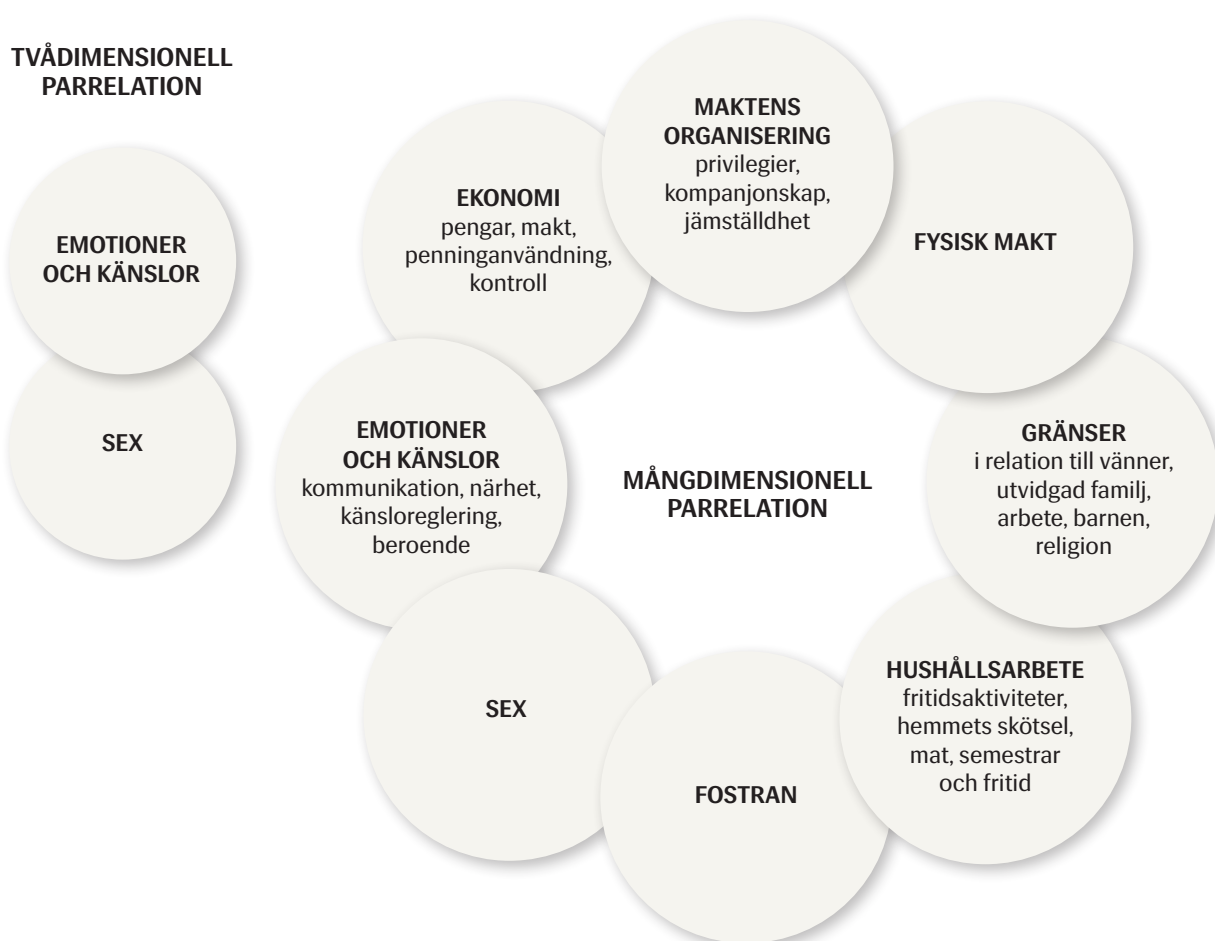 TVÅDIMENSIONELL
PARRELATION
EMOTIONER
OCH KÄNSLOR
SEX
MAKTENS
ORGANISERING
privilegier,
kompanjonskap,
jämställdhet
FYSISK MAKT
GRÄNSER
i relation till vänner,
utvidgad familj,
arbete, barnen,
religion
HUSHÅLLSARBETE
fritidsaktiviteter,
hemmets skötsel,
mat, semestrar
och fritid
FOSTRAN
SEX
EMOTIONER
OCH KÄNSLOR
kommunikation, närhet,
känsloreglering,
beroende
EKONOMI
pengar, makt,
penninganvändning,
kontroll
MÅNGDIMENSIONELL
PARRELATION